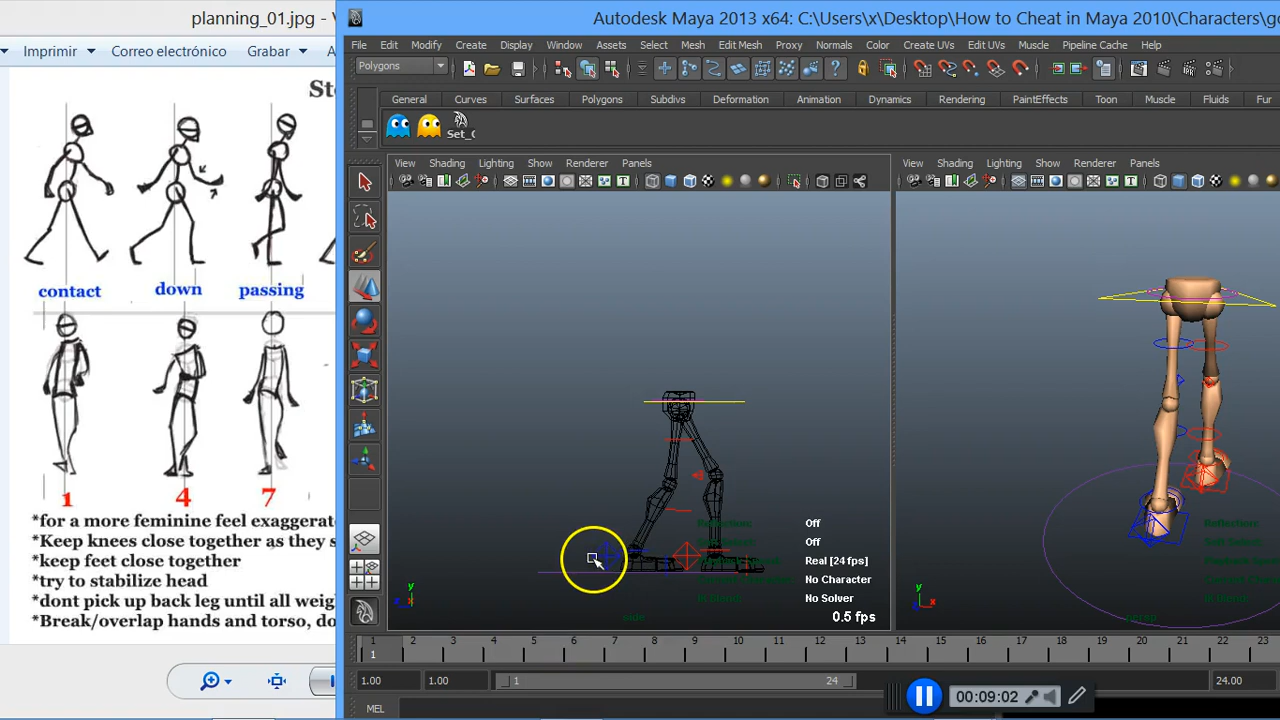 planning_01.jpg - V
Autodesk Maya 2013 x64: C:\Users\x\Desktop\How to Cheat in Maya 2010\Characters\go
Imprimir Correo electrónico Grabar
File Edit Modify Create Display Window Assets Select Mesh Edit Mesh Proxy Normals Color Create UVs Edit UVs Muscle Pipeline Cache Help
Polygons
General Curves Surfaces Polygons Subdivs Deformation Animation Dynamics Rendering PaintEffects Toon Muscle Fluids Fur
Set_C
View Shading Lighting Show Renderer Panels
View Shading Lighting Show Renderer Panels
contact down passing
1 4 7
*for a more feminine feel exaggerate
*Keep knees close together as they s
*keep feet close together
*try to stabilize head
*dont pick up back leg until all weigh
*Break/overlap hands and torso, do
Reflection: Off
Off
Real [24 fps]
No Character
No Solver
0.5 fps
side
Reflection:
persp
1 2 3 4 5 6 7 8 9 10 11 12 13 14 15 16 17 18 19 20 21 22 23
1
1.00 1.00 1 24 24.00
MEL
00:09:02